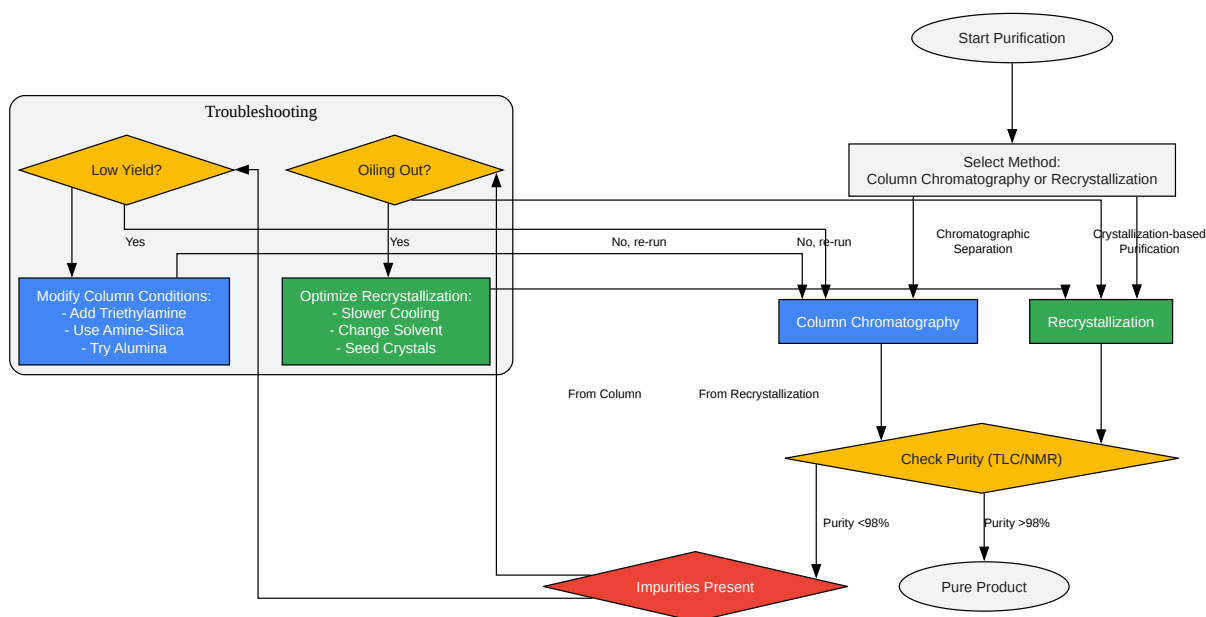 Start Purification
Troubleshooting
Low Yield?
Oiling Out?
Select Method:
Column Chromatography or Recrystallization
Yes
Yes
No, re-run
No, re-run
Chromatographic
Separation
Crystallization-based
Purification
Modify Column Conditions:
- Add Triethylamine
- Use Amine-Silica
- Try Alumina
Optimize Recrystallization:
- Slower Cooling
- Change Solvent
- Seed Crystals
Column Chromatography
Recrystallization
From Column
From Recrystallization
Check Purity (TLC/NMR)
Purity <98%
Purity >98%
Impurities Present
Pure Product